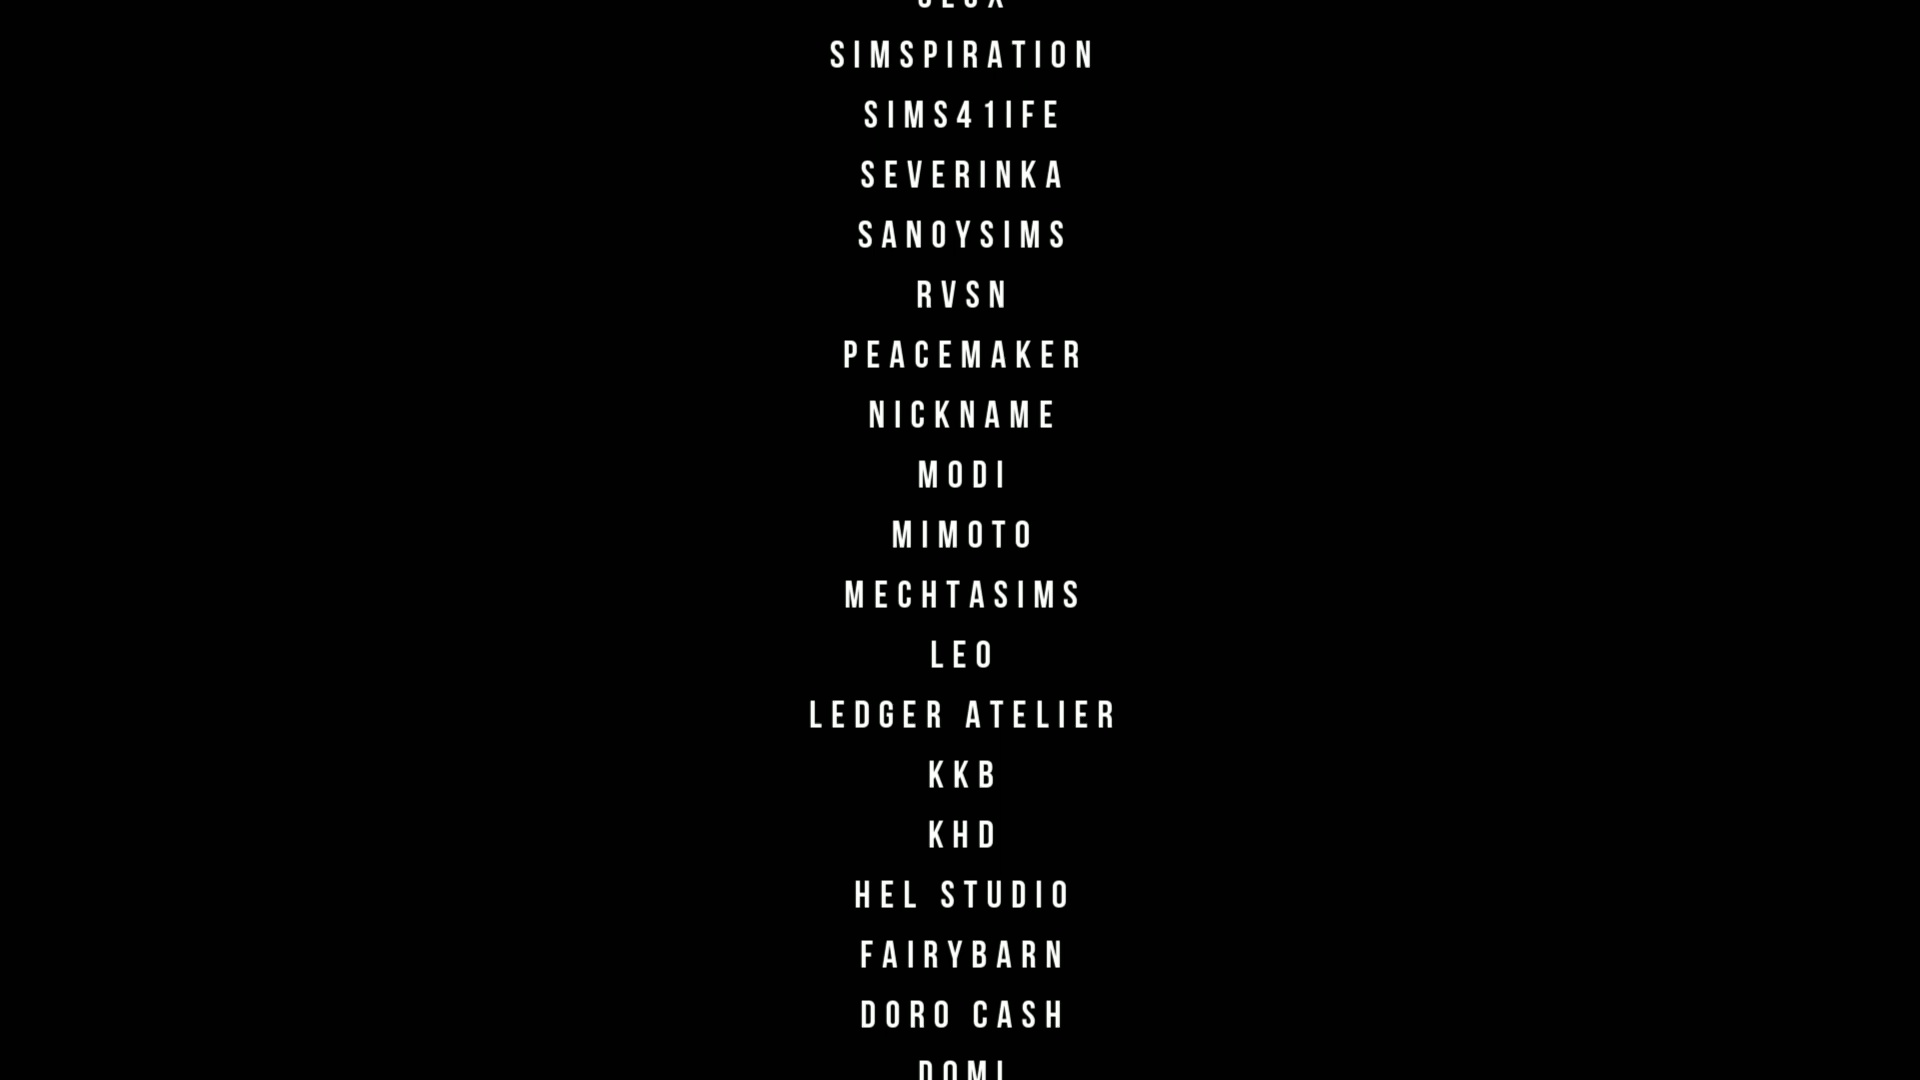 SIMSPIRATION
SIMS41IFE
SEVERINKA
SANOYSIMS
RVSN
PEACEMAKER
NICKNAME
MODI
MIMOTO
MECHTASIMS
LEO
LEDGER ATELIER
KKB
KHD
HEL STUDIO
FAIRYBARN
DORO CASH